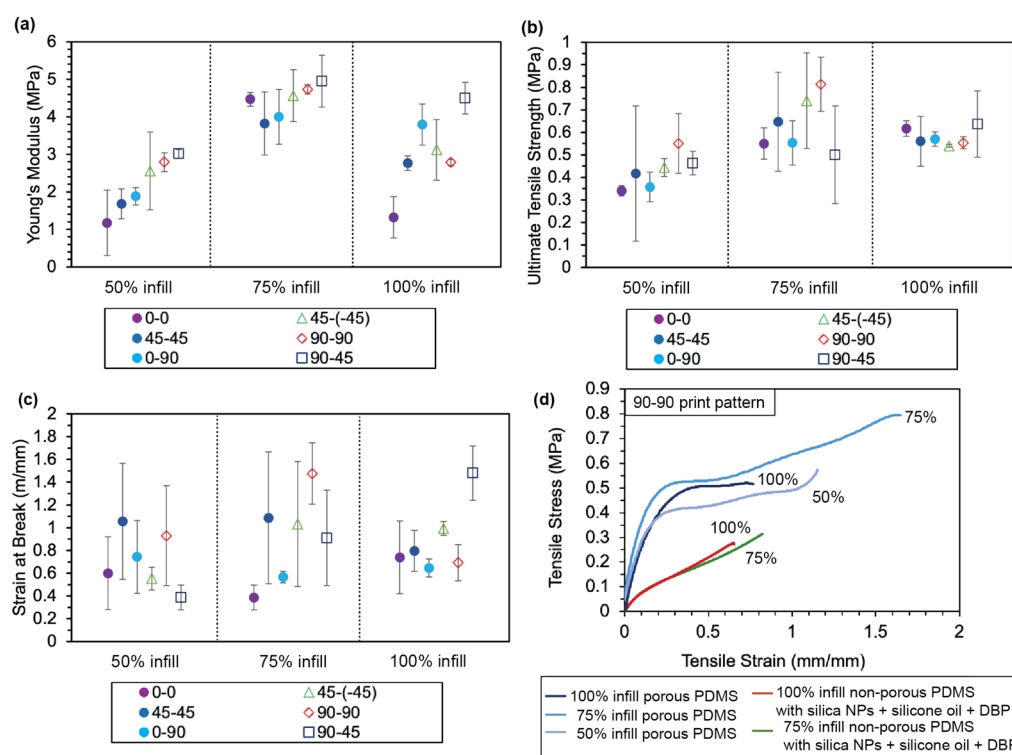 (a)
Young's Modulus (MPa)
6
5
4
3
2
1
0
50% infill
75% infill
100% infill
0-0
45-(-45)
45-45
90-90
0-90
90-45
(b)
Ultimate Tensile Strength (MPa)
1
0.9
0.8
0.7
0.6
0.5
0.4
0.3
0.2
0.1
0
50% infill
75% infill
100% infill
0-0
45-(-45)
45-45
90-90
0-90
90-45
(c)
Strain at Break (m/mm)
2
1.8
1.6
1.4
1.2
1
0.8
0.6
0.4
0.2
0
50% infill
75% infill
100% infill
0-0
45-(-45)
45-45
90-90
0-90
90-45
(d)
90-90 print pattern
Tensile Stress (MPa)
0.9
0.8
0.7
0.6
0.5
0.4
0.3
0.2
0.1
0
75%
100%
50%
100%
75%
0
0.5
1
1.5
2
Tensile Strain (mm/mm)
100% infill porous PDMS
75% infill porous PDMS
50% infill porous PDMS
100% infill non-porous PDMS
with silica NPs + silicone oil + DBP
75% infill non-porous PDMS
with silica NPs + silicone oil + DBP